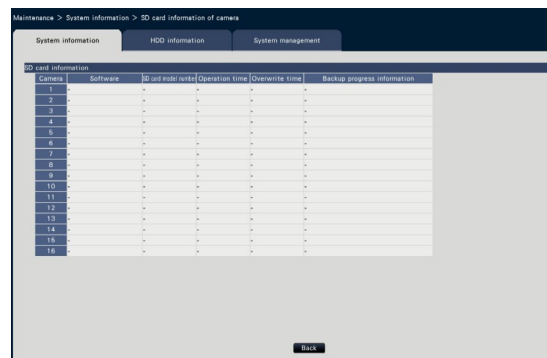 Maintenance > System information > SD card information of camera
System information HDD information System management
SD card information
Camera Software SD card model number Operation time Overwrite time Backup progress information
1 - - - - -
2 - - - - -
3 - - - - -
4 - - - - -
5 - - - - -
6 - - - - -
7 - - - - -
8 - - - - -
9 - - - - -
10 - - - - -
11 - - - - -
12 - - - - -
13 - - - - -
14 - - - - -
15 - - - - -
16 - - - - -
Back